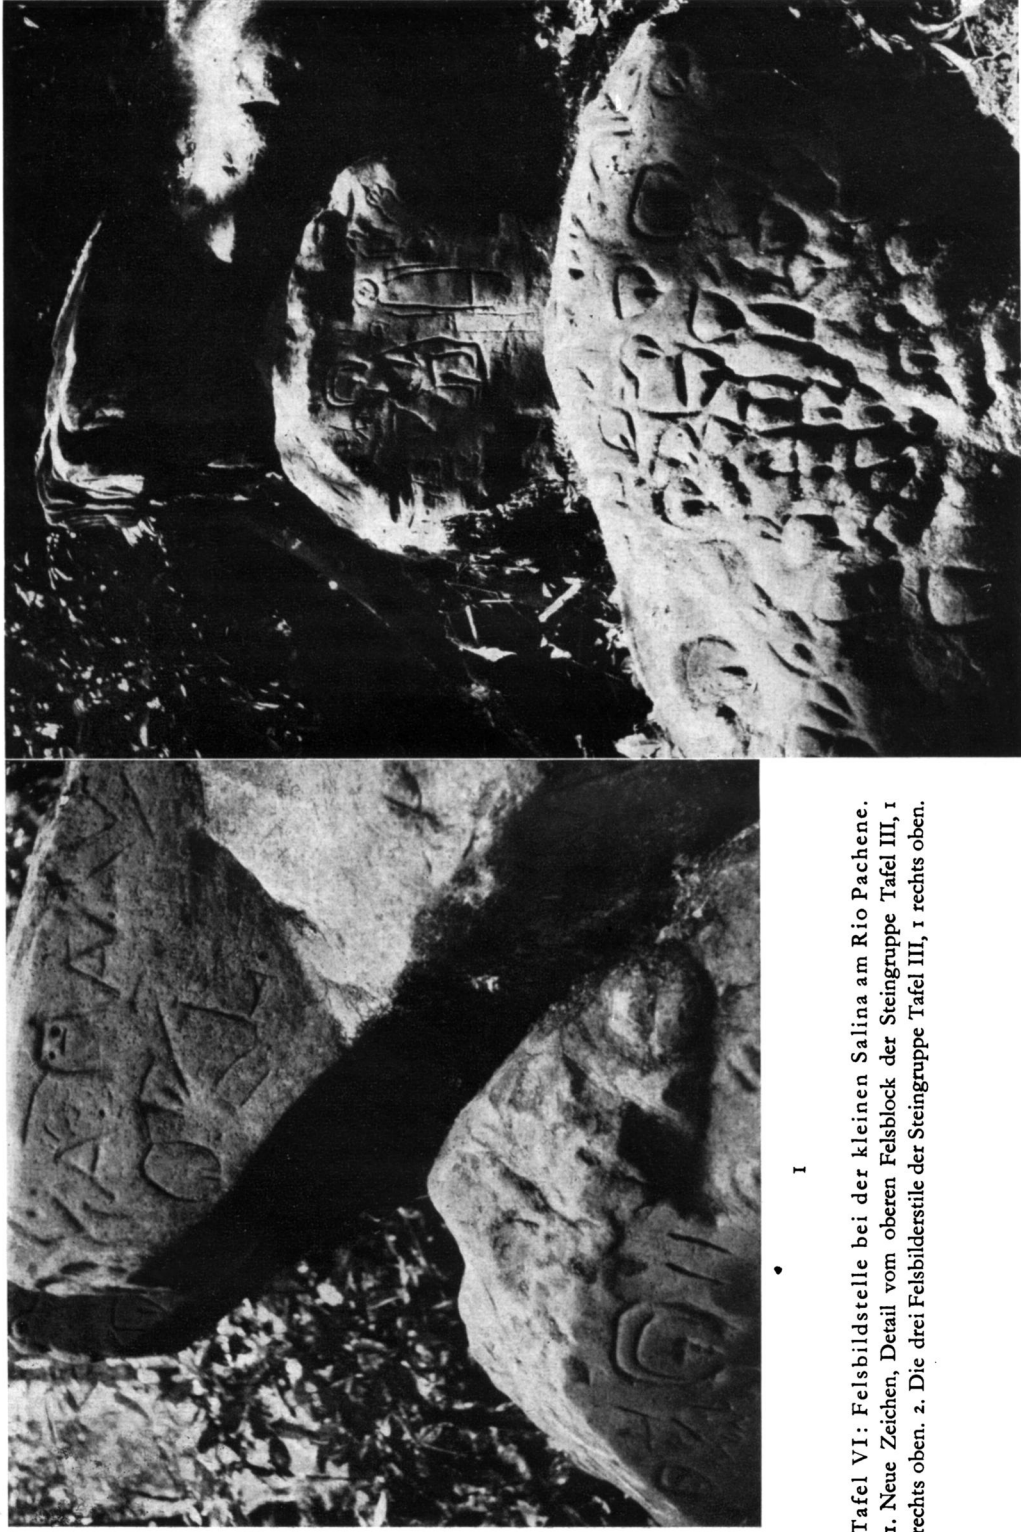 1
Tafel VI: Felsbildstelle bei der kleinen Salina am Rio Pachene.
1. Neue Zeichen, Detail vom oberen Felsblock der Steingruppe Tafel III, 1
rechts oben. 2. Die drei Felsbilderstile der Steingruppe Tafel III, 1 rechts oben.